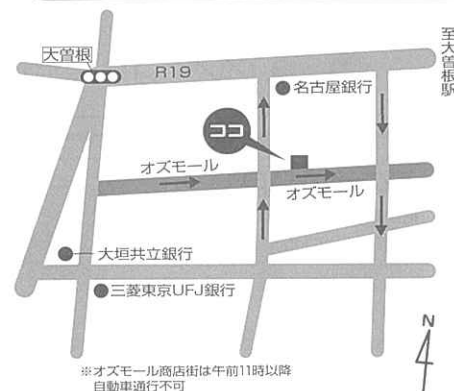 大曽根
R19
至大曽根駅
名古屋銀行
ココ
オズモール
オズモール
大垣共立銀行
三菱東京UFJ銀行
N
※オズモール商店街は午前11時以降
自動車通行不可